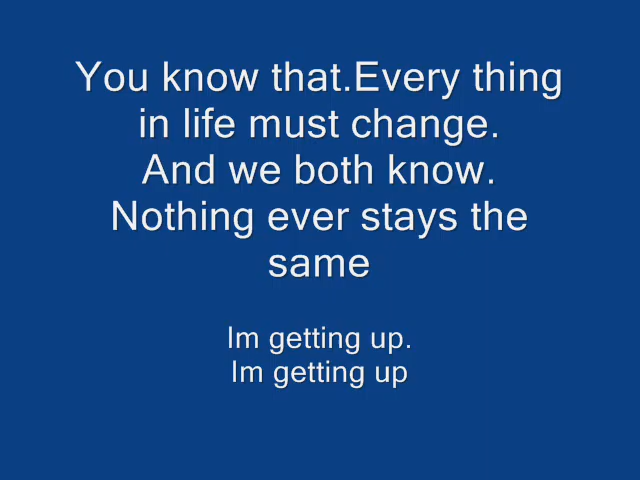 You know that.Every thing
in life must change.
And we both know.
Nothing ever stays the
same
Im getting up.
Im getting up